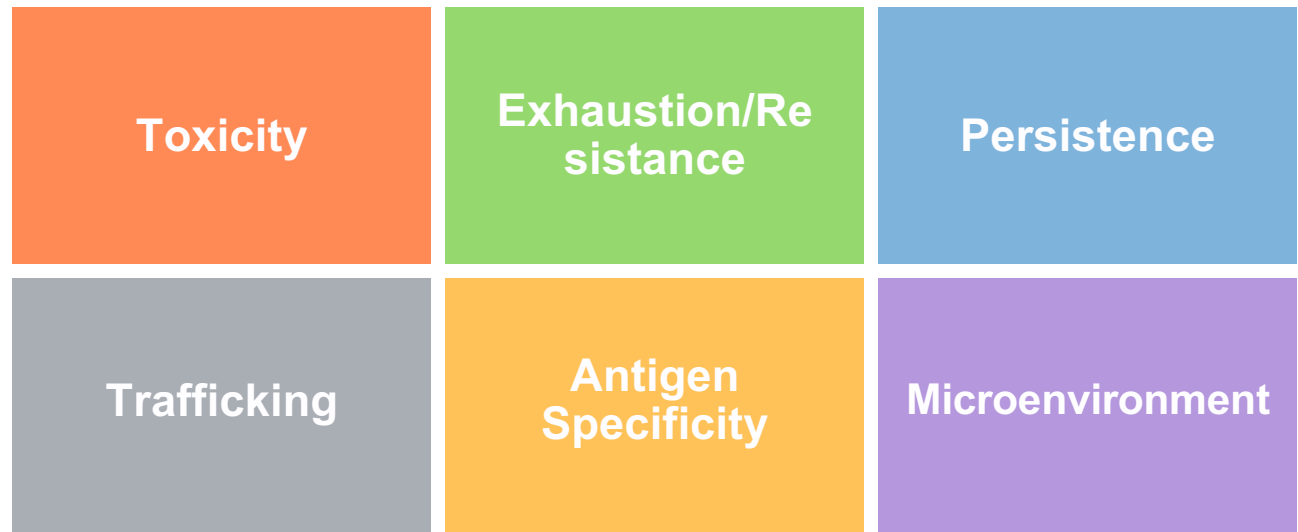 Toxicity
Exhaustion/Re
sistance
Persistence
Trafficking
Antigen
Specificity
Microenvironment